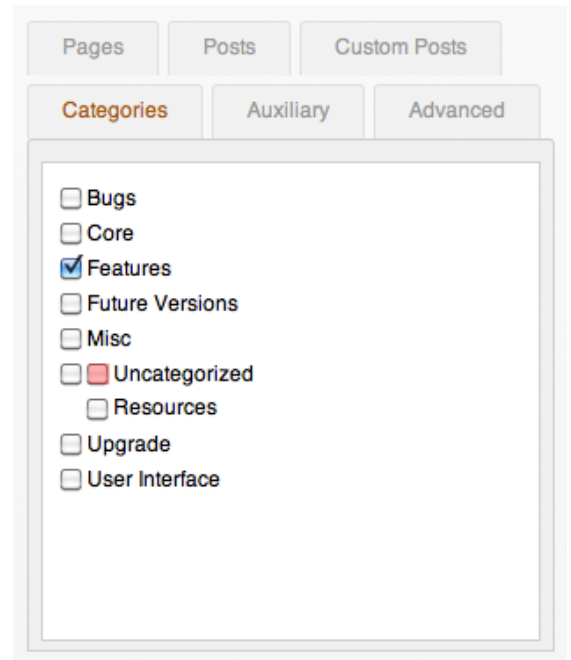 Pages Posts Custom Posts
Categories Auxiliary Advanced
Bugs
Core
Features
Future Versions
Misc
Uncategorized
Resources
Upgrade
User Interface